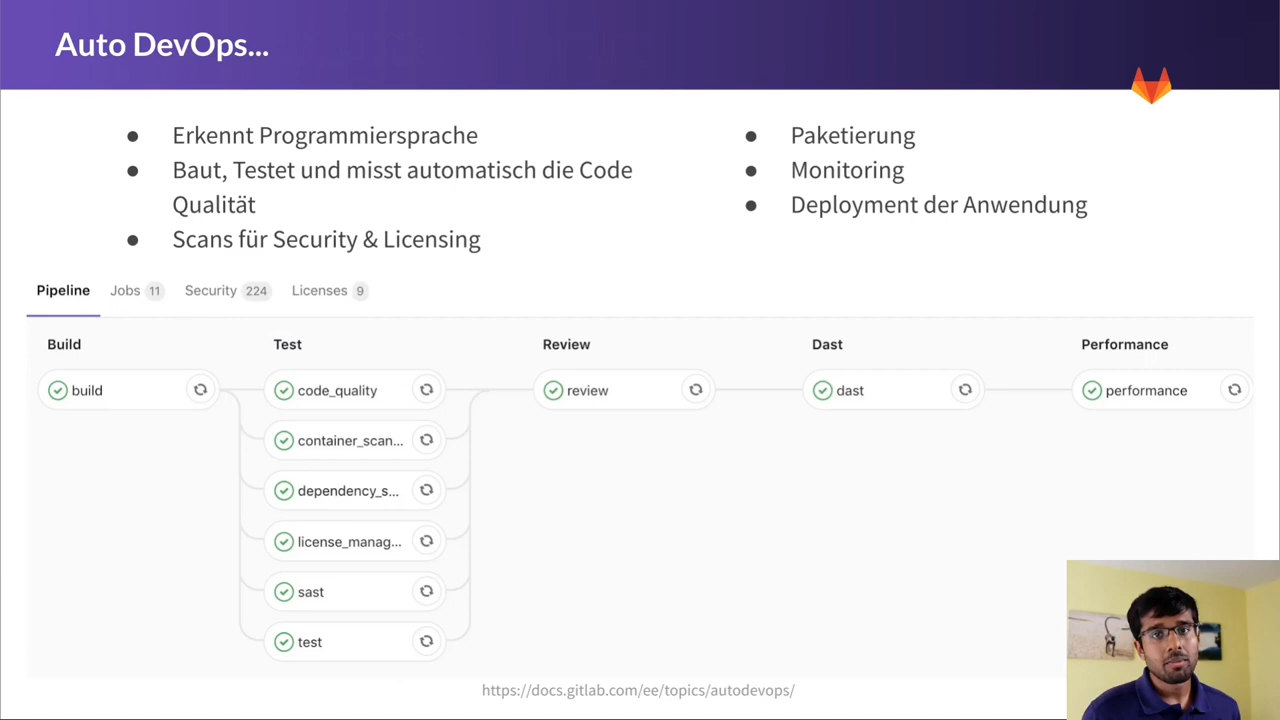 Auto DevOps...
● Erkennt Programmiersprache
● Baut, Testet und misst automatisch die Code
Qualität
● Scans für Security & Licensing
● Paketierung
● Monitoring
● Deployment der Anwendung
Pipeline Jobs 11 Security 224 Licenses 9
Build
build
Test
code_quality
container_scan...
dependency_s...
license_manag...
sast
test
Review
review
Dast
dast
Performance
performance
https://docs.gitlab.com/ee/topics/autodevops/